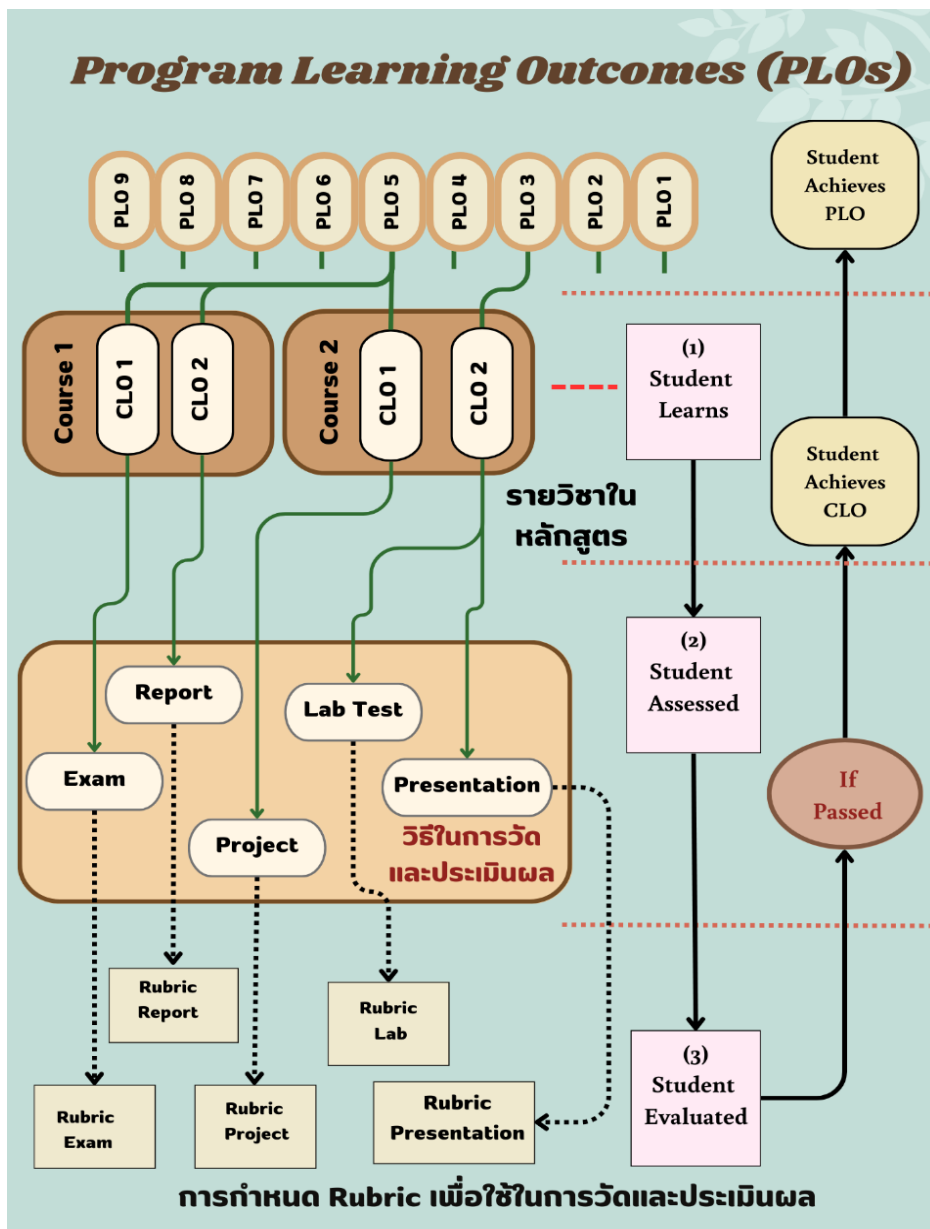 Program Learning Outcomes (PLOs)
PLO 9
PLO 8
PLO 7
PLO 6
PLO 5
PLO 4
PLO 3
PLO 2
PLO 1
Student
Achieves
PLO
Course 1
CLO 1
CLO 2
Course 2
CLO 1
CLO 2
(1)
Student
Learns
Student
Achieves
CLO
รายวิชาใน
หลักสูตร
(2)
Student
Assessed
Report
Lab Test
Exam
Presentation
Project
วิธีในการวัด
และประเมินผล
If
Passed
Rubric
Report
Rubric
Lab
(3)
Student
Evaluated
Rubric
Exam
Rubric
Project
Rubric
Presentation
การกำหนด Rubric เพื่อใช้ในการวัดและประเมินผล